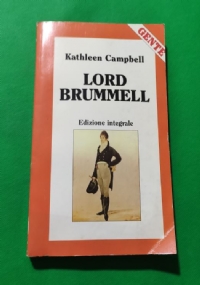 GENTE
Kathleen Campbell
LORD
BRUMMELL
Edizione integrale